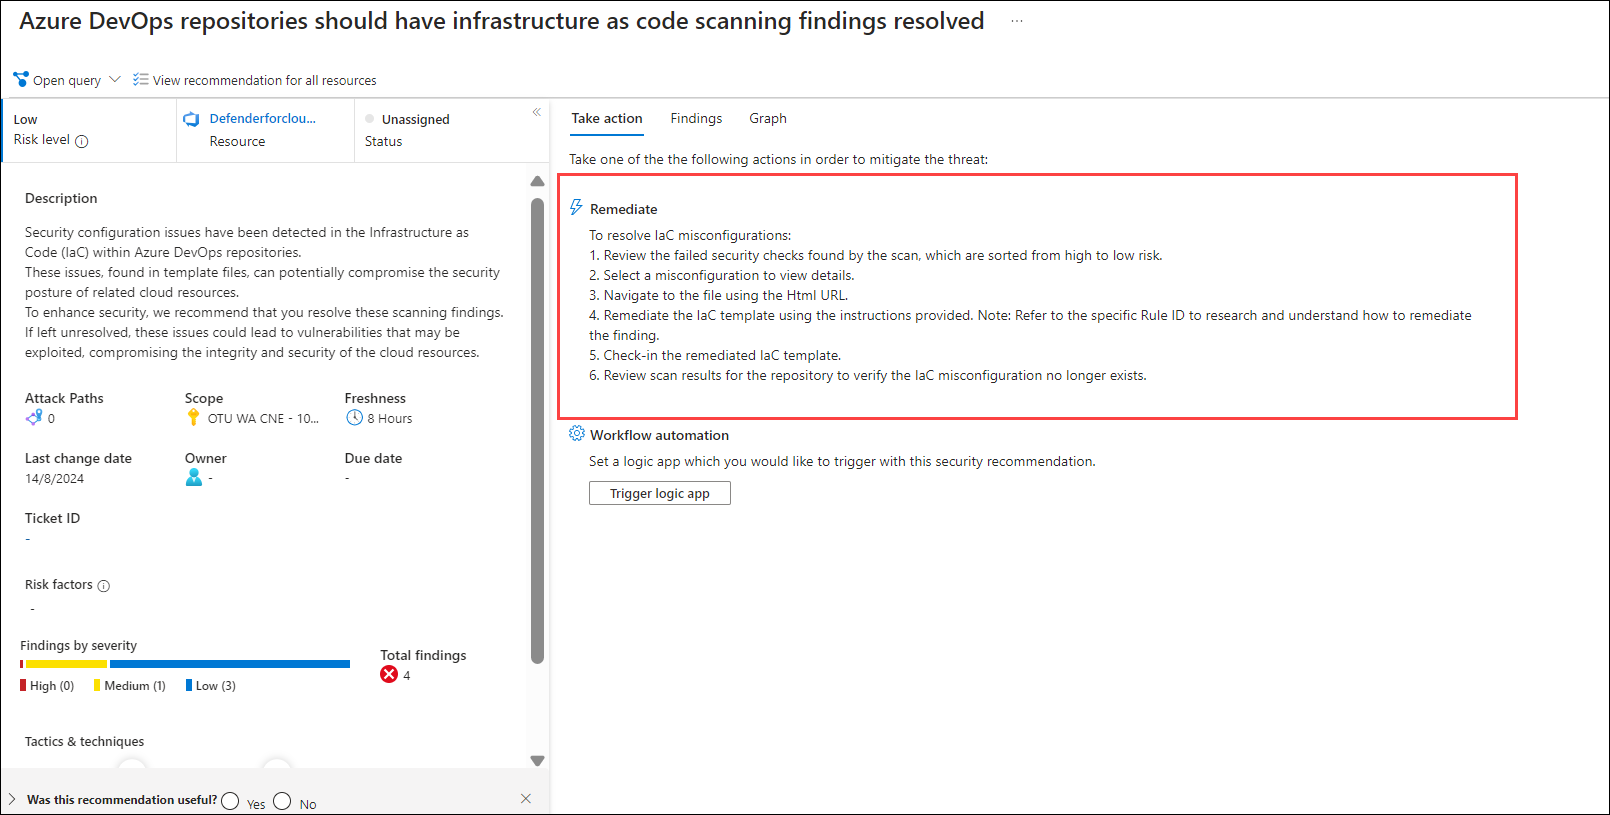 Azure DevOps repositories should have infrastructure as code scanning findings resolved ...
Open query
View recommendation for all resources
Low
Risk level
Defenderforclou...
Resource
Unassigned
Status
Description
Security configuration issues have been detected in the Infrastructure as
Code (IaC) within Azure DevOps repositories.
These issues, found in template files, can potentially compromise the security
posture of related cloud resources.
To enhance security, we recommend that you resolve these scanning findings.
If left unresolved, these issues could lead to vulnerabilities that may be
exploited, compromising the integrity and security of the cloud resources.
Attack Paths
0
Scope
OTU WA CNE - 10...
Freshness
8 Hours
Last change date
14/8/2024
Owner
-
Due date
-
Ticket ID
-
Risk factors
-
Findings by severity
High (0)
Medium (1)
Low (3)
Total findings
4
Tactics & techniques
Was this recommendation useful?
Yes
No
Take action
Findings
Graph
Take one of the the following actions in order to mitigate the threat:
Remediate
To resolve IaC misconfigurations:
1. Review the failed security checks found by the scan, which are sorted from high to low risk.
2. Select a misconfiguration to view details.
3. Navigate to the file using the Html URL.
4. Remediate the IaC template using the instructions provided. Note: Refer to the specific Rule ID to research and understand how to remediate
the finding.
5. Check-in the remediated IaC template.
6. Review scan results for the repository to verify the IaC misconfiguration no longer exists.
Workflow automation
Set a logic app which you would like to trigger with this security recommendation.
Trigger logic app